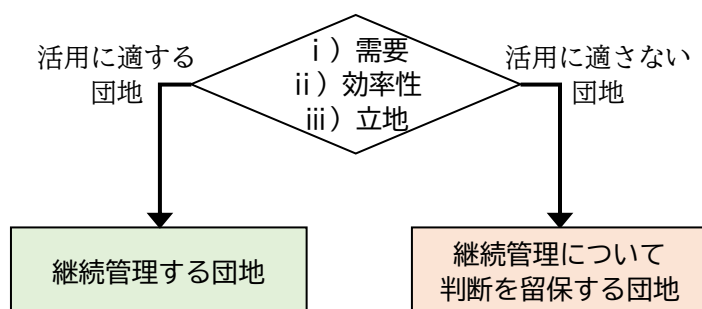 ⅰ）需要
ⅱ）効率性
ⅲ）立地
活用に適する
団地
活用に適さない
団地
継続管理する団地
継続管理について
判断を留保する団地